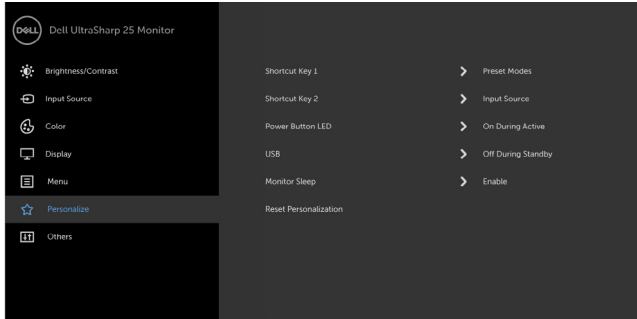 DELL Dell UltraSharp 25 Monitor
Brightness/Contrast Shortcut Key 1 Preset Modes
Input Source Shortcut Key 2 Input Source
Color Power Button LED On During Active
Display USB Off During Standby
Menu Monitor Sleep Enable
Personalize Reset Personalization
Others